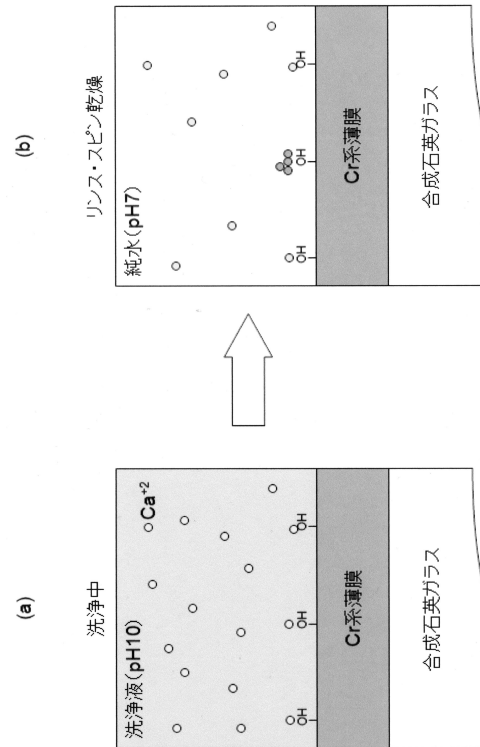 (a)
洗浄中
洗浄液(pH10)
Ca+2
OH
OH
OH
Cr系薄膜
合成石英ガラス
(b)
リンス・スピン乾燥
純水(pH7)
OH
OH
OH
Cr系薄膜
合成石英ガラス